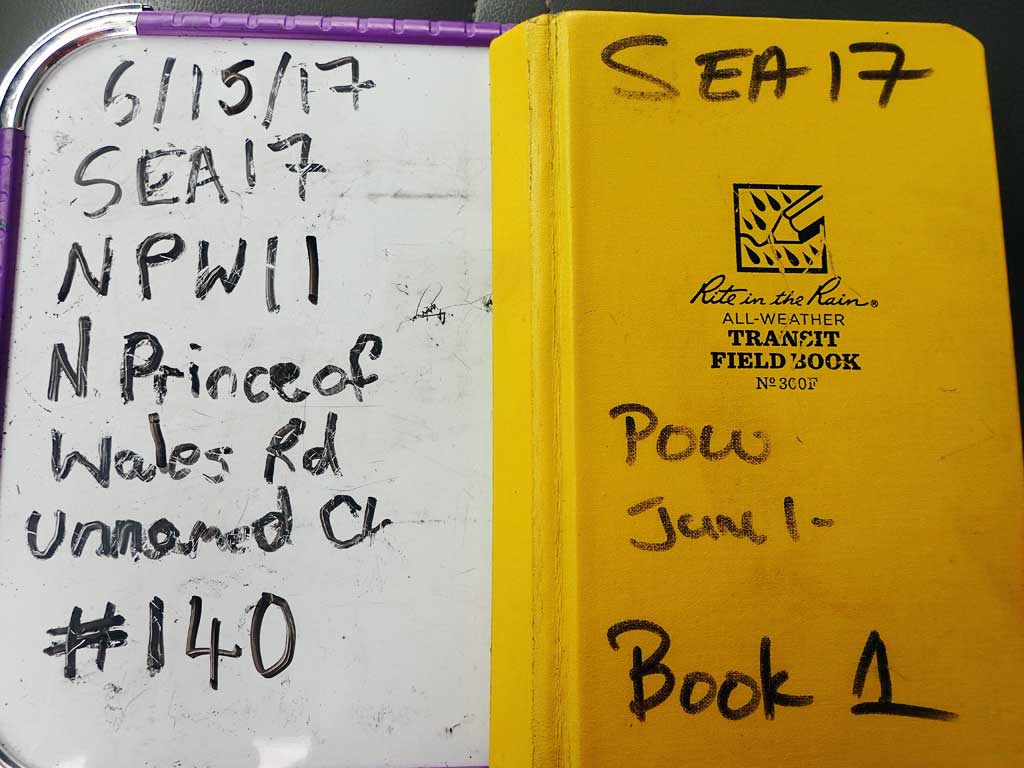 6/15/17
SEA17
NPW11
N Prince of
Wales Rd
Unnamed Ck
#140
SEA17
Rite in the Rain®
ALL-WEATHER
TRANSIT
FIELD BOOK
Nº 300F
POW
June 1-
Book 1